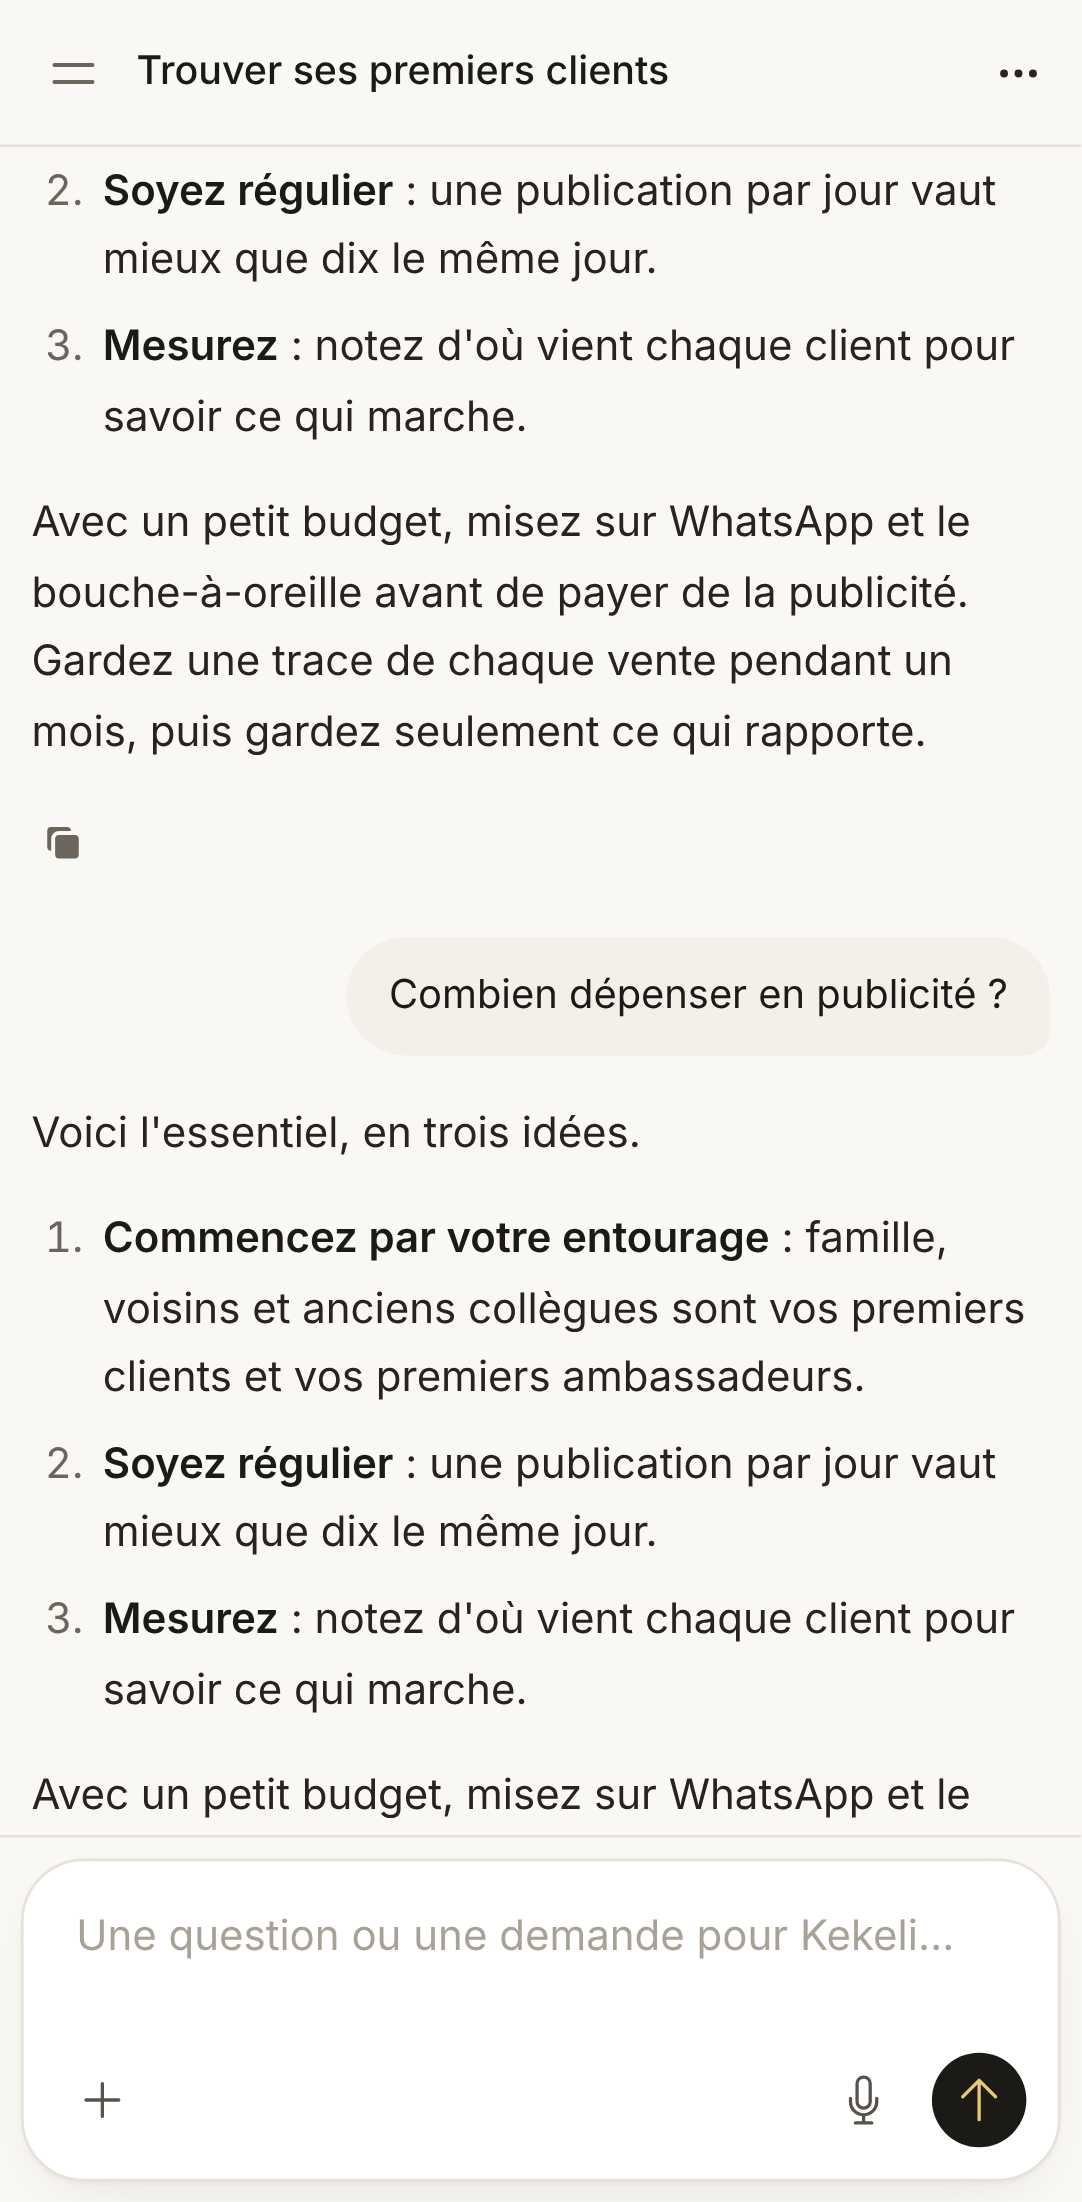 Trouver ses premiers clients
2. Soyez régulier : une publication par jour vaut
mieux que dix le même jour.
3. Mesurez : notez d'où vient chaque client pour
savoir ce qui marche.
Avec un petit budget, misez sur WhatsApp et le
bouche-à-oreille avant de payer de la publicité.
Gardez une trace de chaque vente pendant un
mois, puis gardez seulement ce qui rapporte.
Combien dépenser en publicité ?
Voici l'essentiel, en trois idées.
1. Commencez par votre entourage : famille,
voisins et anciens collègues sont vos premiers
clients et vos premiers ambassadeurs.
2. Soyez régulier : une publication par jour vaut
mieux que dix le même jour.
3. Mesurez : notez d'où vient chaque client pour
savoir ce qui marche.
Avec un petit budget, misez sur WhatsApp et le
Une question ou une demande pour Kekeli...